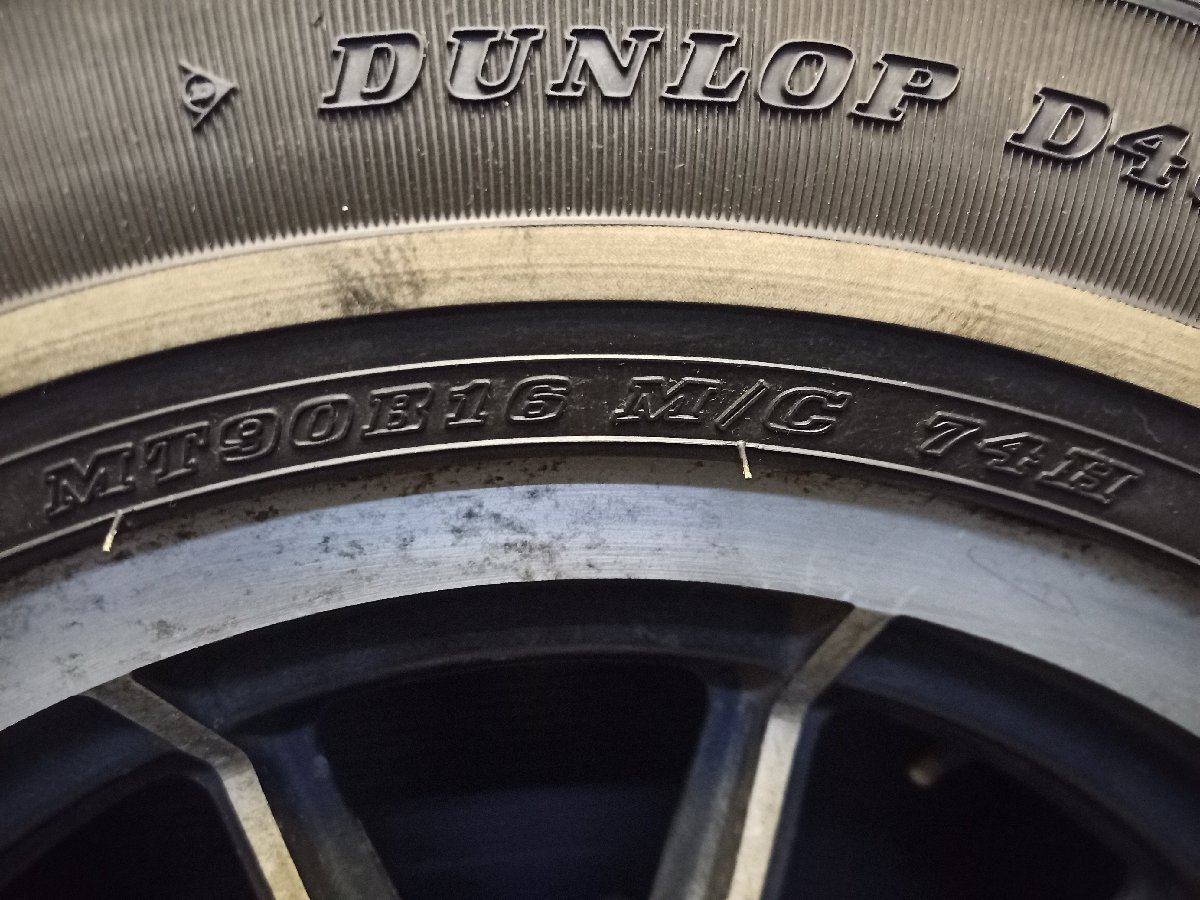 DUNLOP D4
MT90B16 M/C 74H